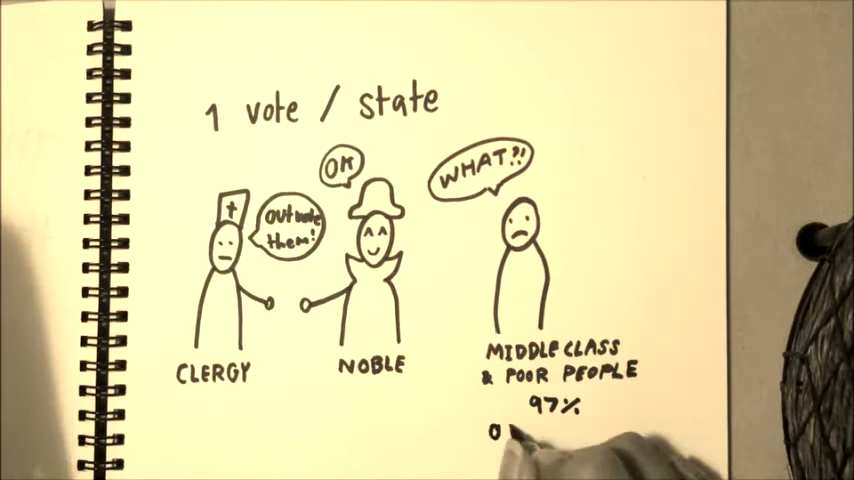 1 vote / state
OK
WHAT?!
outvote
them!
CLERGY
NOBLE
MIDDLE CLASS
& POOR PEOPLE
97%
O